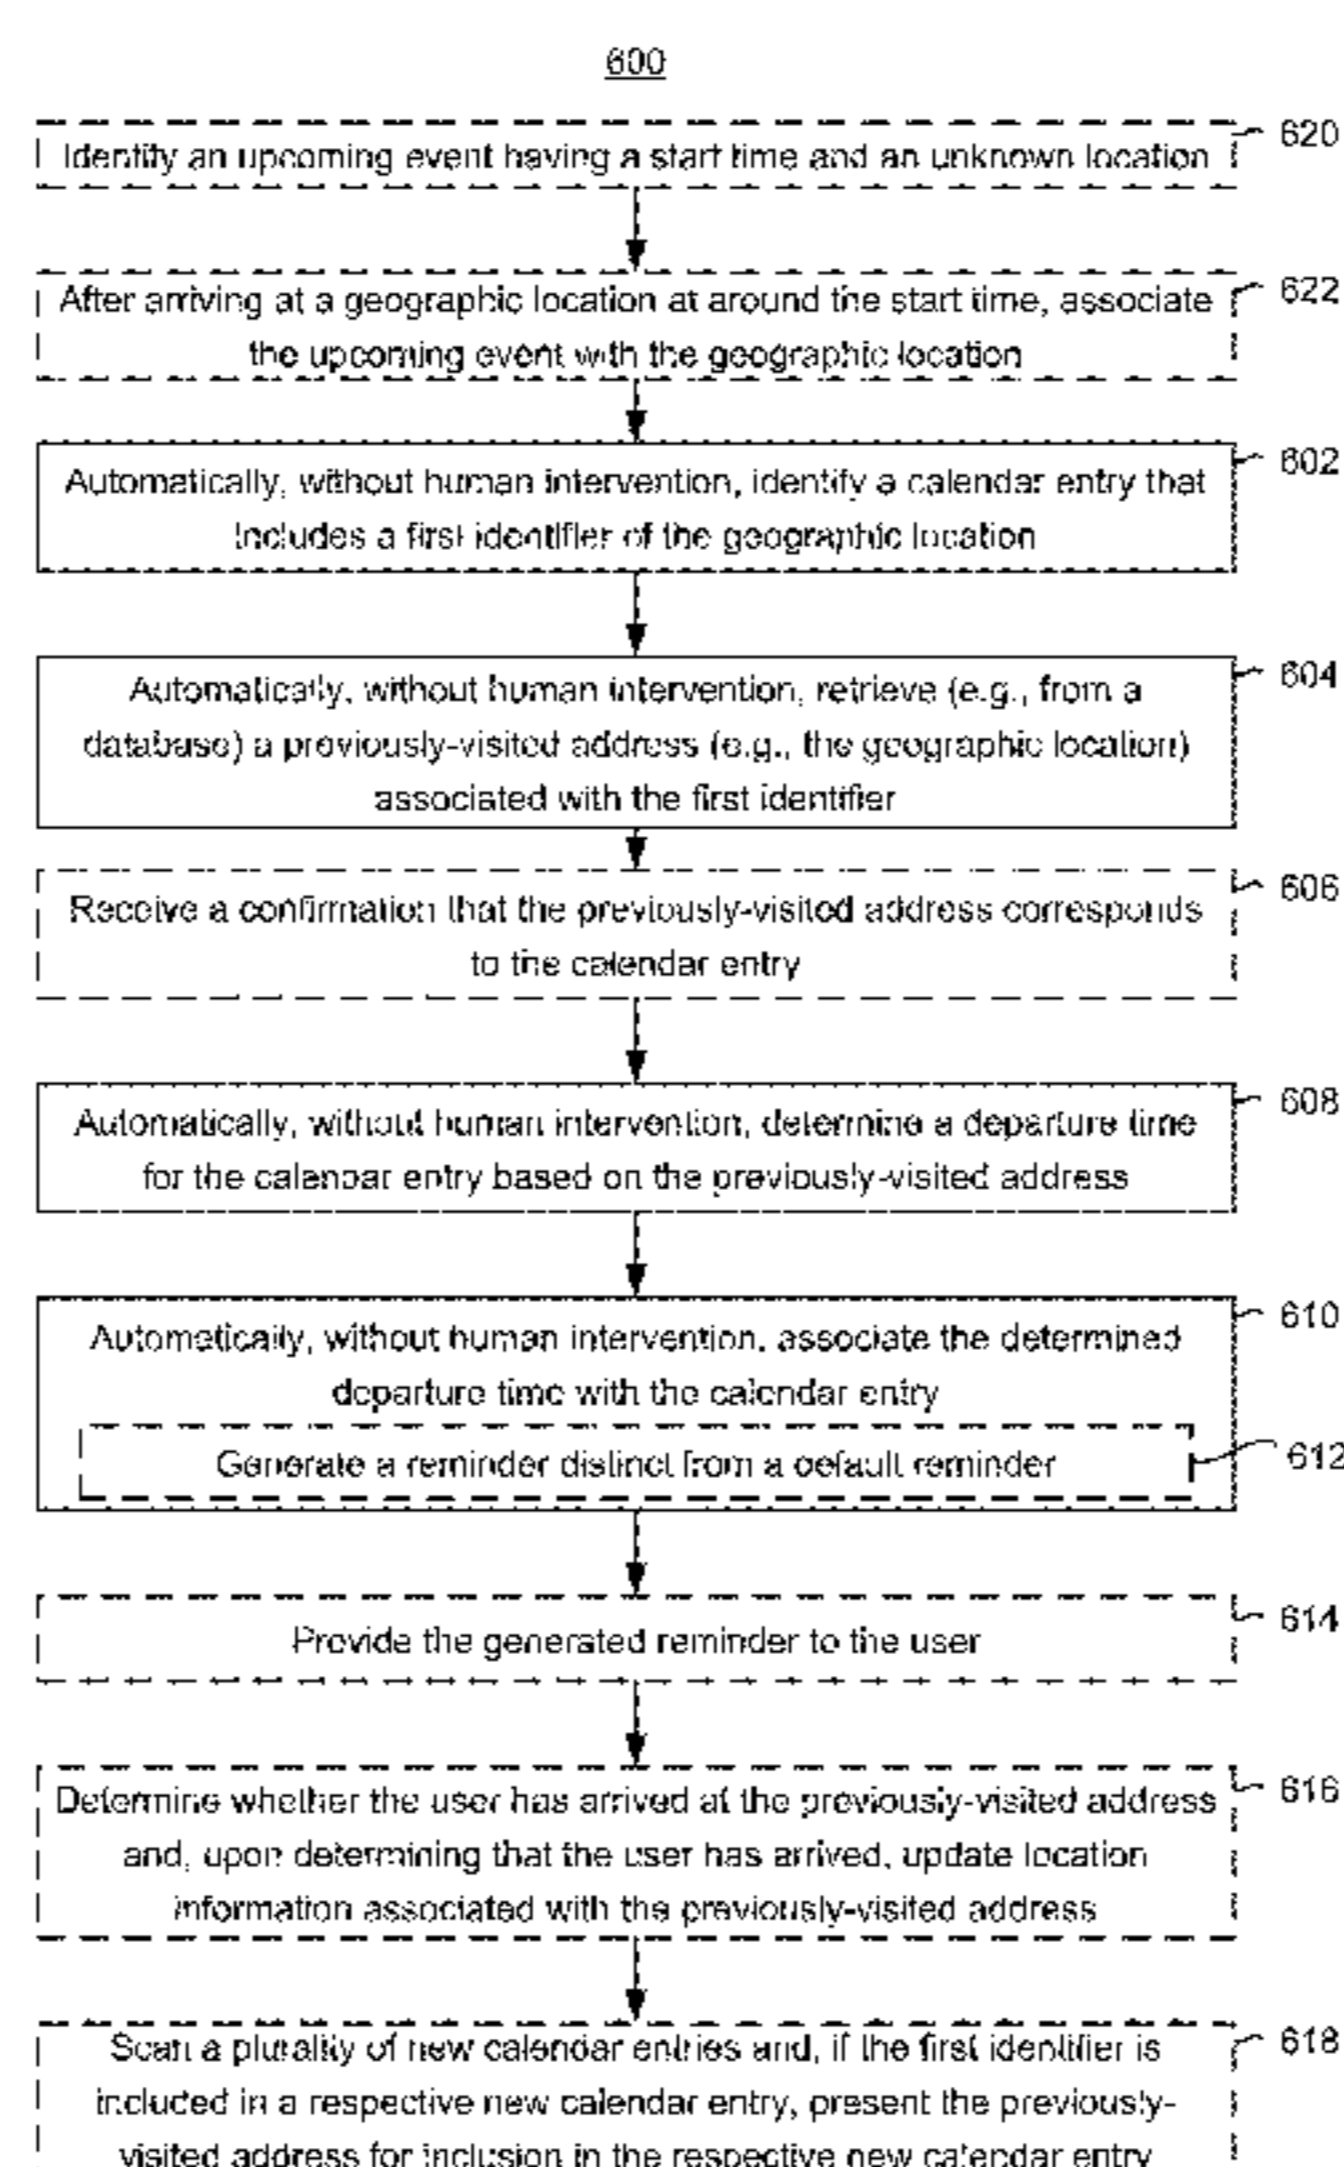 600
Identify an upcoming event having a start time and an unknown location
620
After arriving at a geographic location at around the start time, associate
the upcoming event with the geographic location
622
Automatically, without human intervention, identify a calendar entry that
includes a first identifier of the geographic location
602
Automatically, without human intervention, retrieve (e.g., from a
database) a previously-visited address (e.g., the geographic location)
associated with the first identifier
604
Receive a confirmation that the previously-visited address corresponds
to the calendar entry
606
Automatically, without human intervention, determine a departure time
for the calendar entry based on the previously-visited address
608
Automatically, without human intervention, associate the determined
departure time with the calendar entry
610
Generate a reminder distinct from a default reminder
612
Provide the generated reminder to the user
614
Determine whether the user has arrived at the previously-visited address
and, upon determining that the user has arrived, update location
information associated with the previously-visited address
616
Scan a plurality of new calendar entries and, if the first identifier is
included in a respective new calendar entry, present the previously-
visited address for inclusion in the respective new calendar entry
618